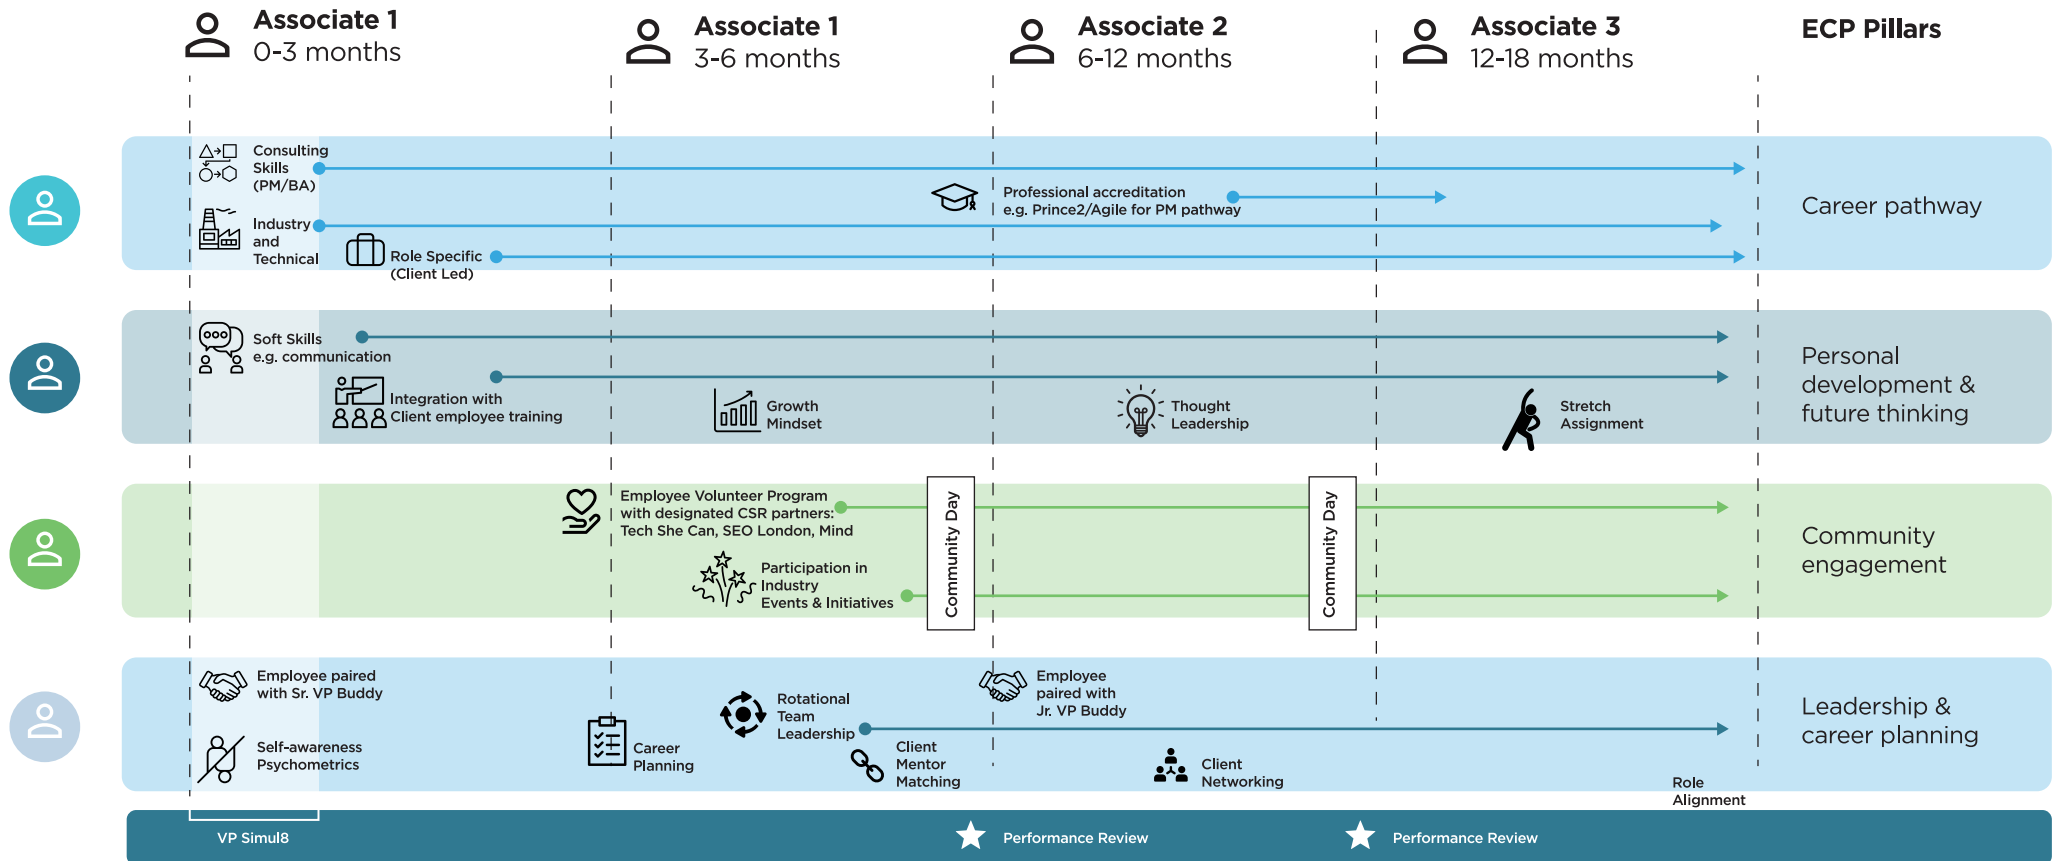 Associate 1
0-3 months
Associate 1
3-6 months
Associate 2
6-12 months
Associate 3
12-18 months
ECP Pillars
Consulting
Skills
(PM/BA)
Professional accreditation
e.g. Prince2/Agile for PM pathway
Industry
and
Technical
Role Specific
(Client Led)
Career pathway
Soft Skills
e.g. communication
Integration with
Client employee training
Growth
Mindset
Thought
Leadership
Stretch
Assignment
Personal
development &
future thinking
Employee Volunteer Program
with designated CSR partners:
Tech She Can, SEO London, Mind
Participation in
Industry
Events & Initiatives
Community Day
Community Day
Community
engagement
Employee paired
with Sr. VP Buddy
Self-awareness
Psychometrics
Career
Planning
Rotational
Team
Leadership
Client
Mentor
Matching
Employee
paired with
Jr. VP Buddy
Client
Networking
Role
Alignment
Leadership &
career planning
VP Simul8
Performance Review
Performance Review